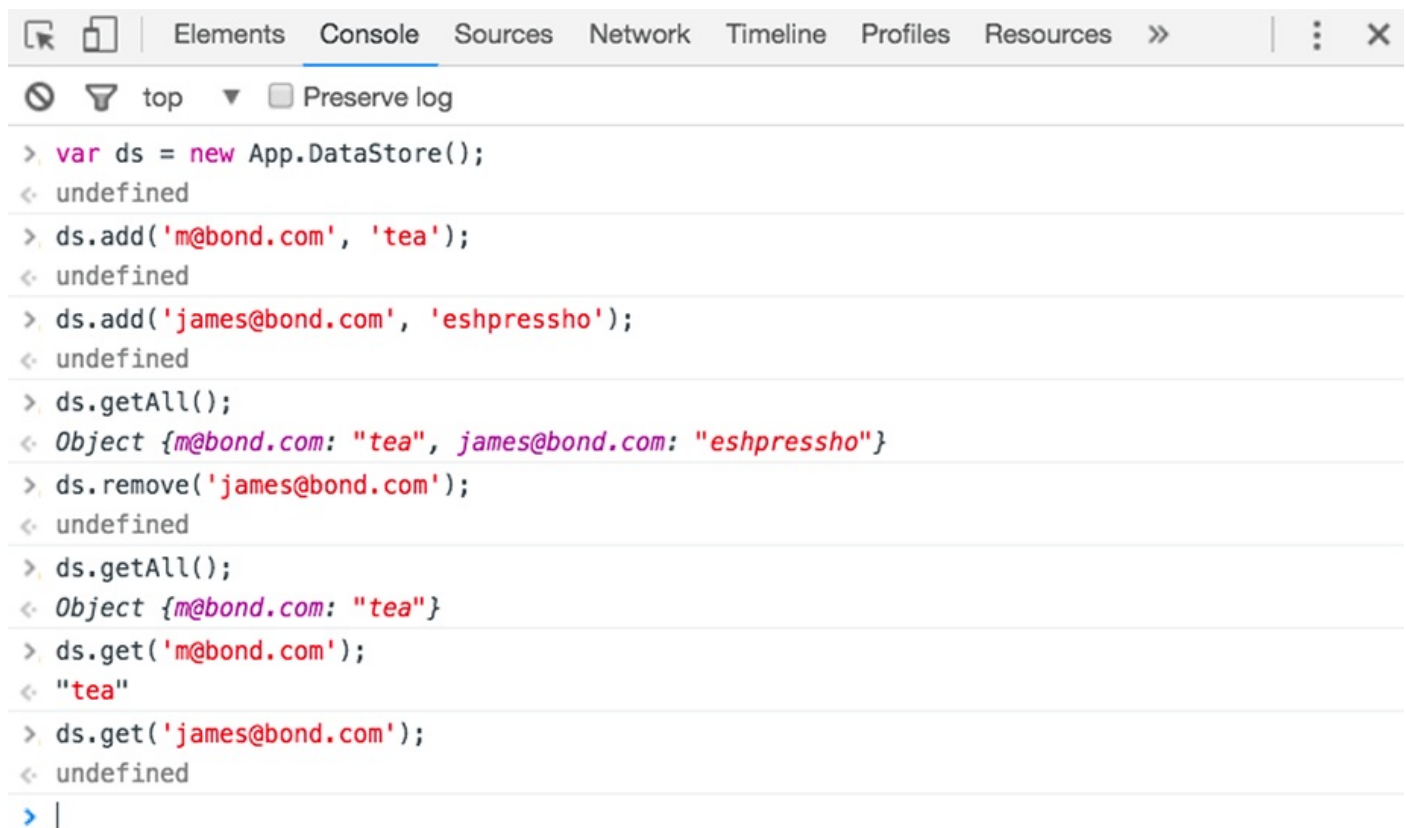 Elements Console Sources Network Timeline Profiles Resources »
top ▼ Preserve log
> var ds = new App.DataStore();
< undefined
> ds.add('m@bond.com', 'tea');
< undefined
> ds.add('james@bond.com', 'eshpressho');
< undefined
> ds.getAll();
< Object {m@bond.com: "tea", james@bond.com: "eshpressho"}
> ds.remove('james@bond.com');
< undefined
> ds.getAll();
< Object {m@bond.com: "tea"}
> ds.get('m@bond.com');
< "tea"
> ds.get('james@bond.com');
< undefined
>